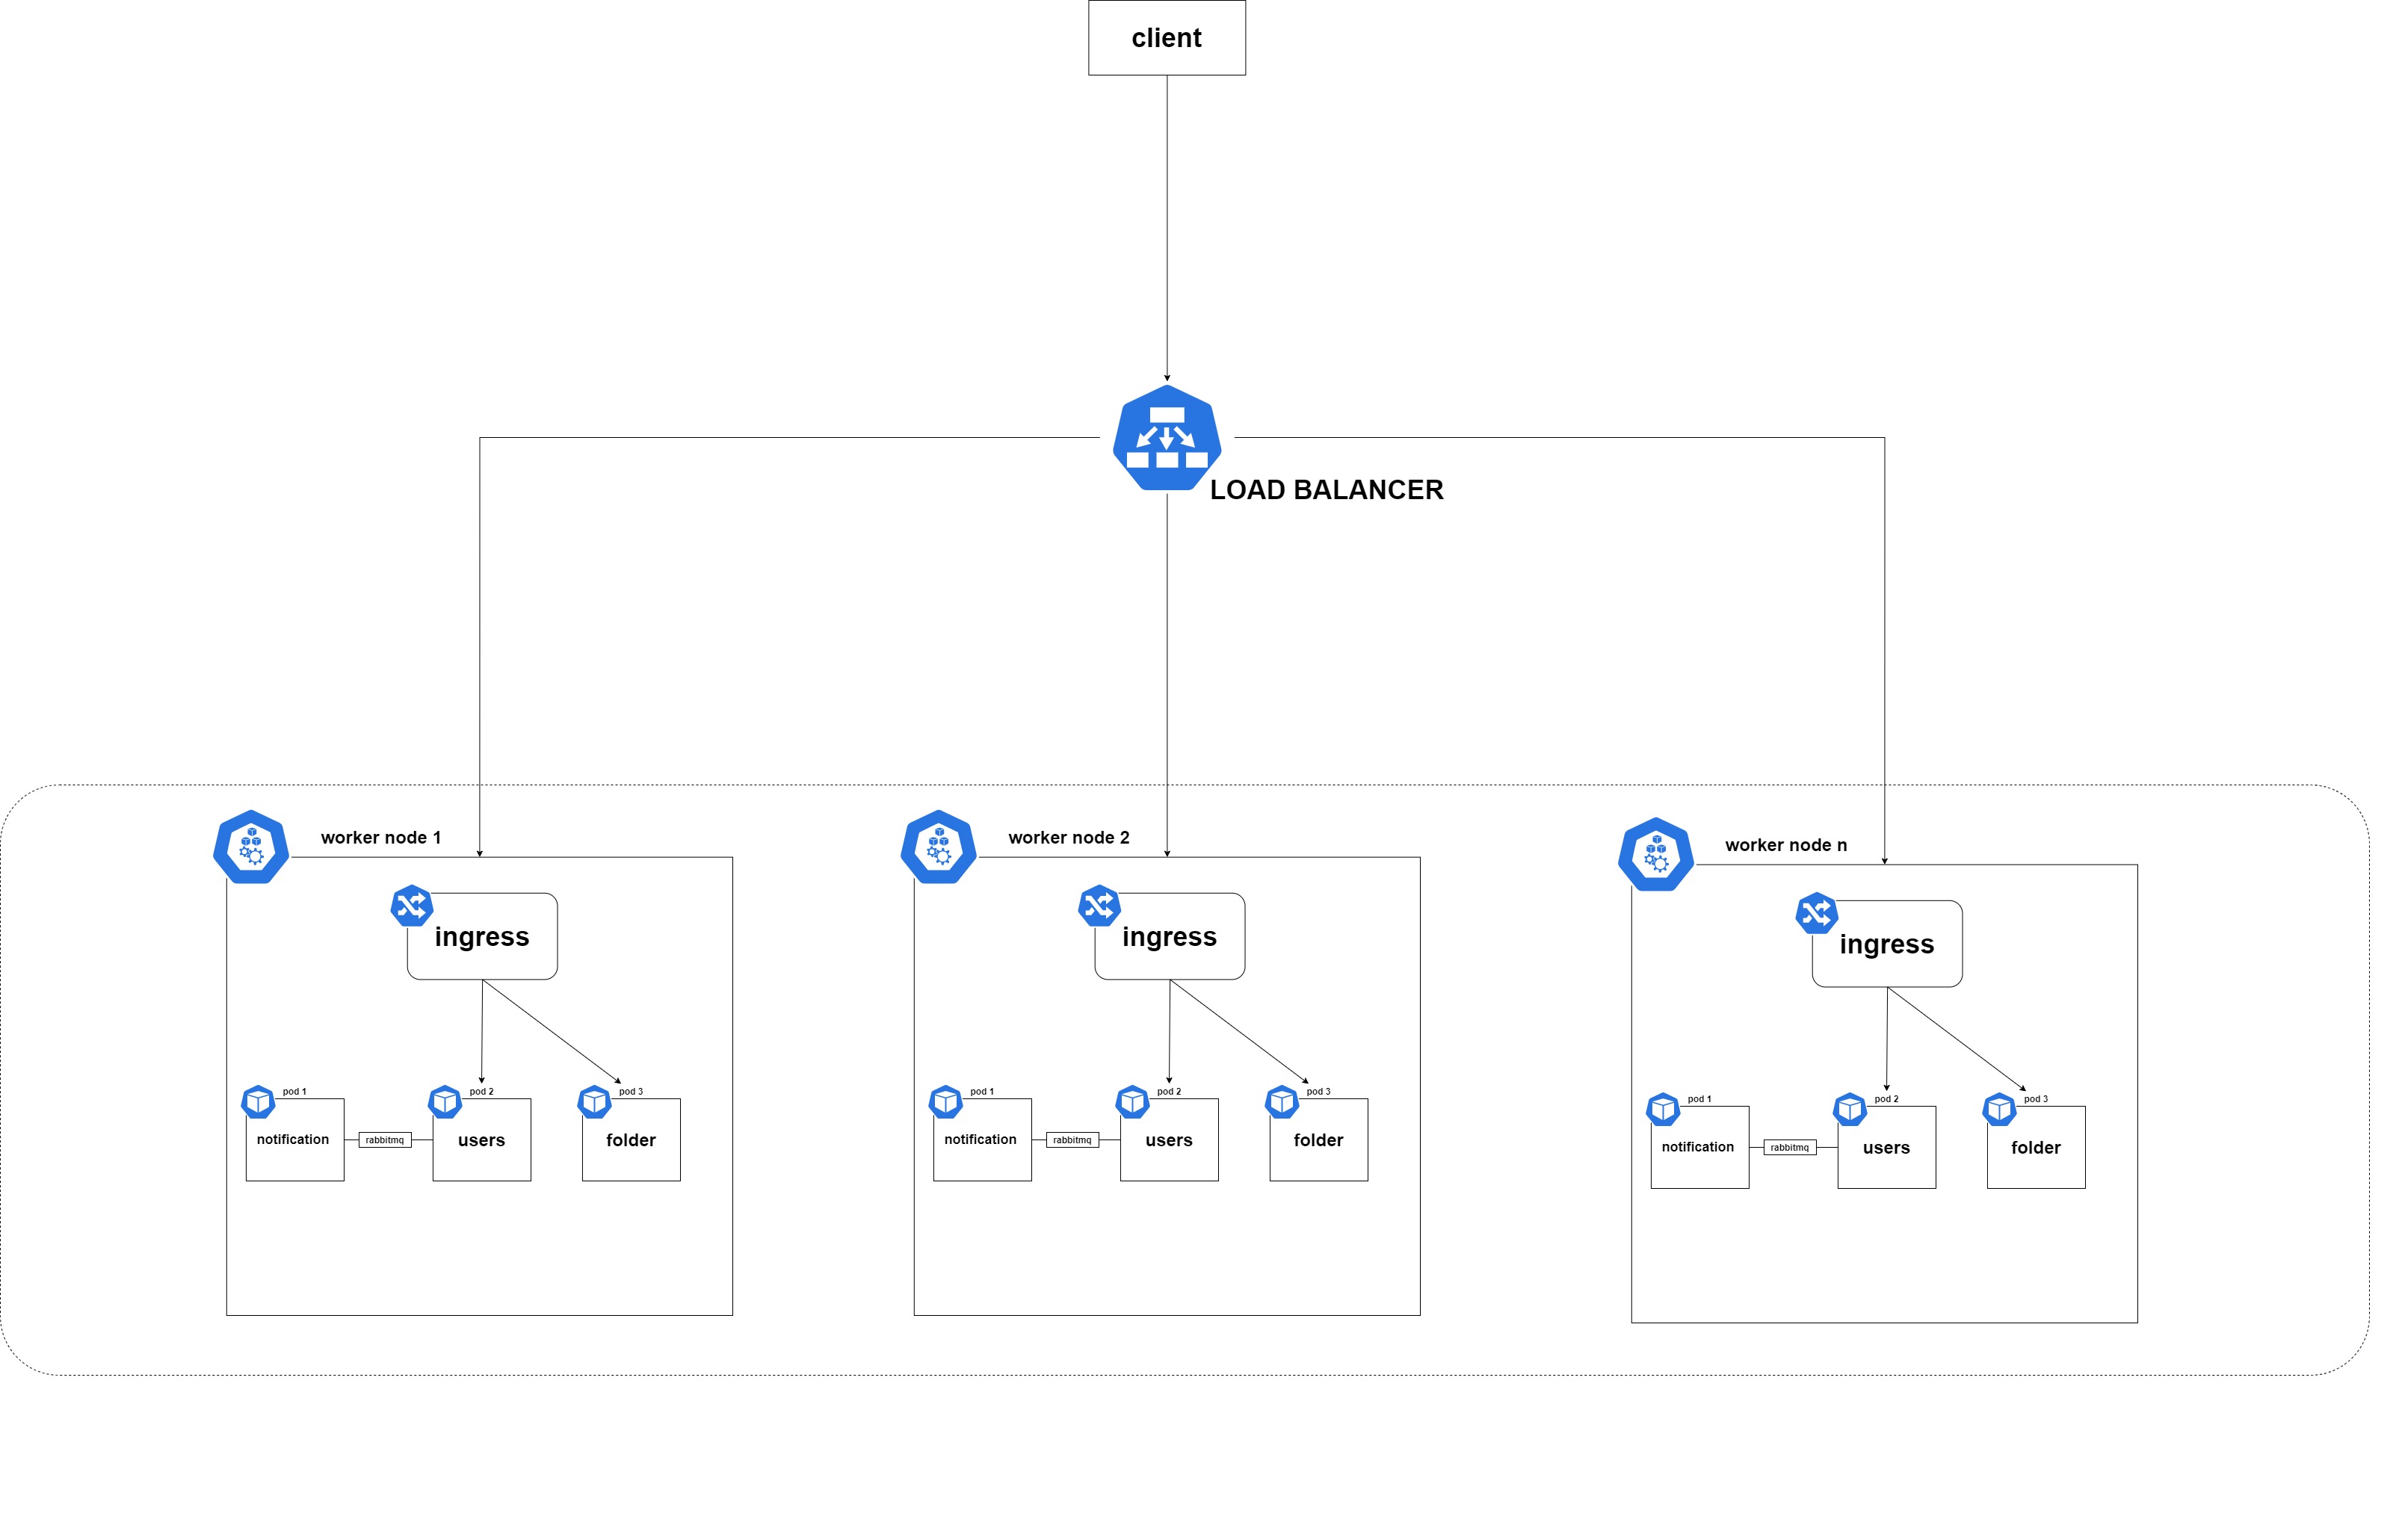 client
LOAD BALANCER
worker node 1
worker node 2
worker node n
ingress
ingress
ingress
pod 1
pod 2
pod 3
pod 1
pod 2
pod 3
pod 1
pod 2
pod 3
notification
rabbitmq
users
folder
notification
rabbitmq
users
folder
notification
rabbitmq
users
folder